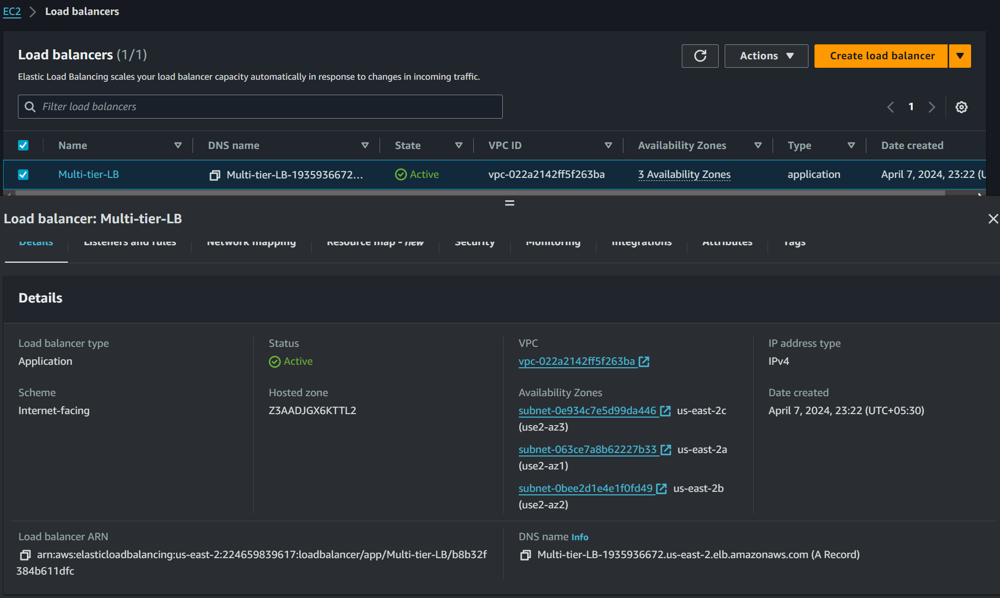 EC2 > Load balancers
Load balancers (1/1)
Actions
Create load balancer
Elastic Load Balancing scales your load balancer capacity automatically in response to changes in incoming traffic.
Filter load balancers
1
Name DNS name State VPC ID Availability Zones Type Date created
Multi-tier-LB Multi-tier-LB-1935936672... Active vpc-022a2142ff5f263ba 3 Availability Zones application April 7, 2024, 23:22 (U
Load balancer: Multi-tier-LB
Details Listeners and rules Network mapping Resource map - new Security Monitoring Integrations Attributes Tags
Details
Load balancer type
Application
Scheme
Internet-facing
Status
Active
Hosted zone
Z3AADJGX6KTTL2
VPC
vpc-022a2142ff5f263ba
Availability Zones
subnet-0e934c7e5d99da446 us-east-2c
(use2-az3)
subnet-063ce7a8b62227b33 us-east-2a
(use2-az1)
subnet-0bee2d1e4e1f0fd49 us-east-2b
(use2-az2)
IP address type
IPv4
Date created
April 7, 2024, 23:22 (UTC+05:30)
Load balancer ARN
arn:aws:elasticloadbalancing:us-east-2:224659839617:loadbalancer/app/Multi-tier-LB/b8b32f
384b611dfc
DNS name Info
Multi-tier-LB-1935936672.us-east-2.elb.amazonaws.com (A Record)